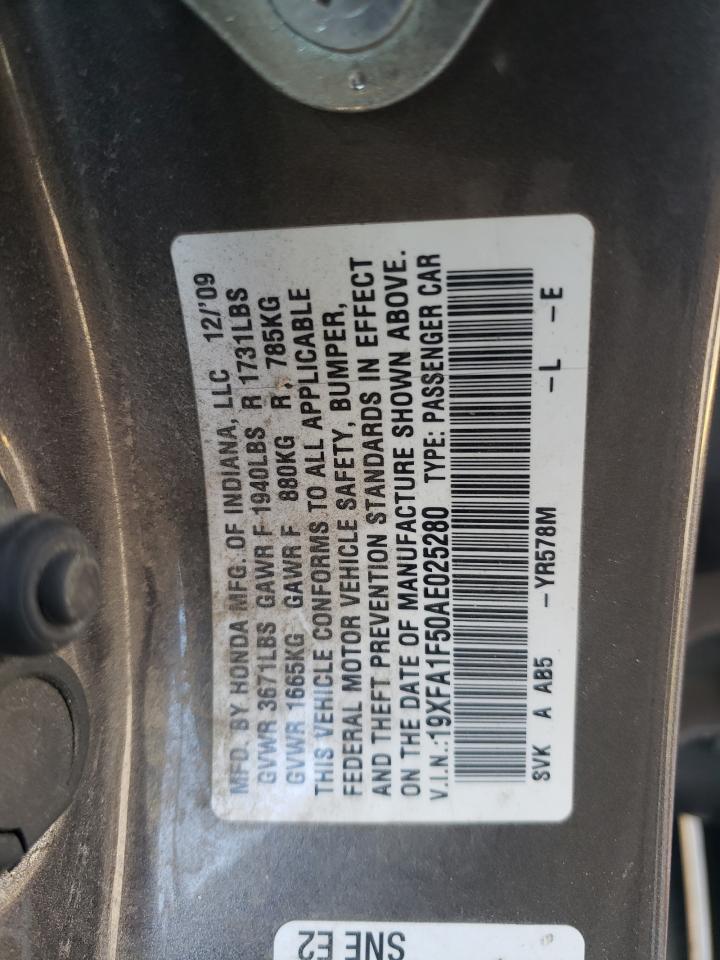 MFD. BY HONDA MFG. OF INDIANA, LLC 12/'09
GVWR 3671LBS GAWR F 1940LBS R 1731LBS
GVWR 1665KG GAWR F 880KG R 785KG
THIS VEHICLE CONFORMS TO ALL APPLICABLE
FEDERAL MOTOR VEHICLE SAFETY, BUMPER,
AND THEFT PREVENTION STANDARDS IN EFFECT
ON THE DATE OF MANUFACTURE SHOWN ABOVE.
V.I.N.:19XFA1F50AE025280 TYPE: PASSENGER CAR
SVK A AB5 -YR578M -L -E
SNE E2